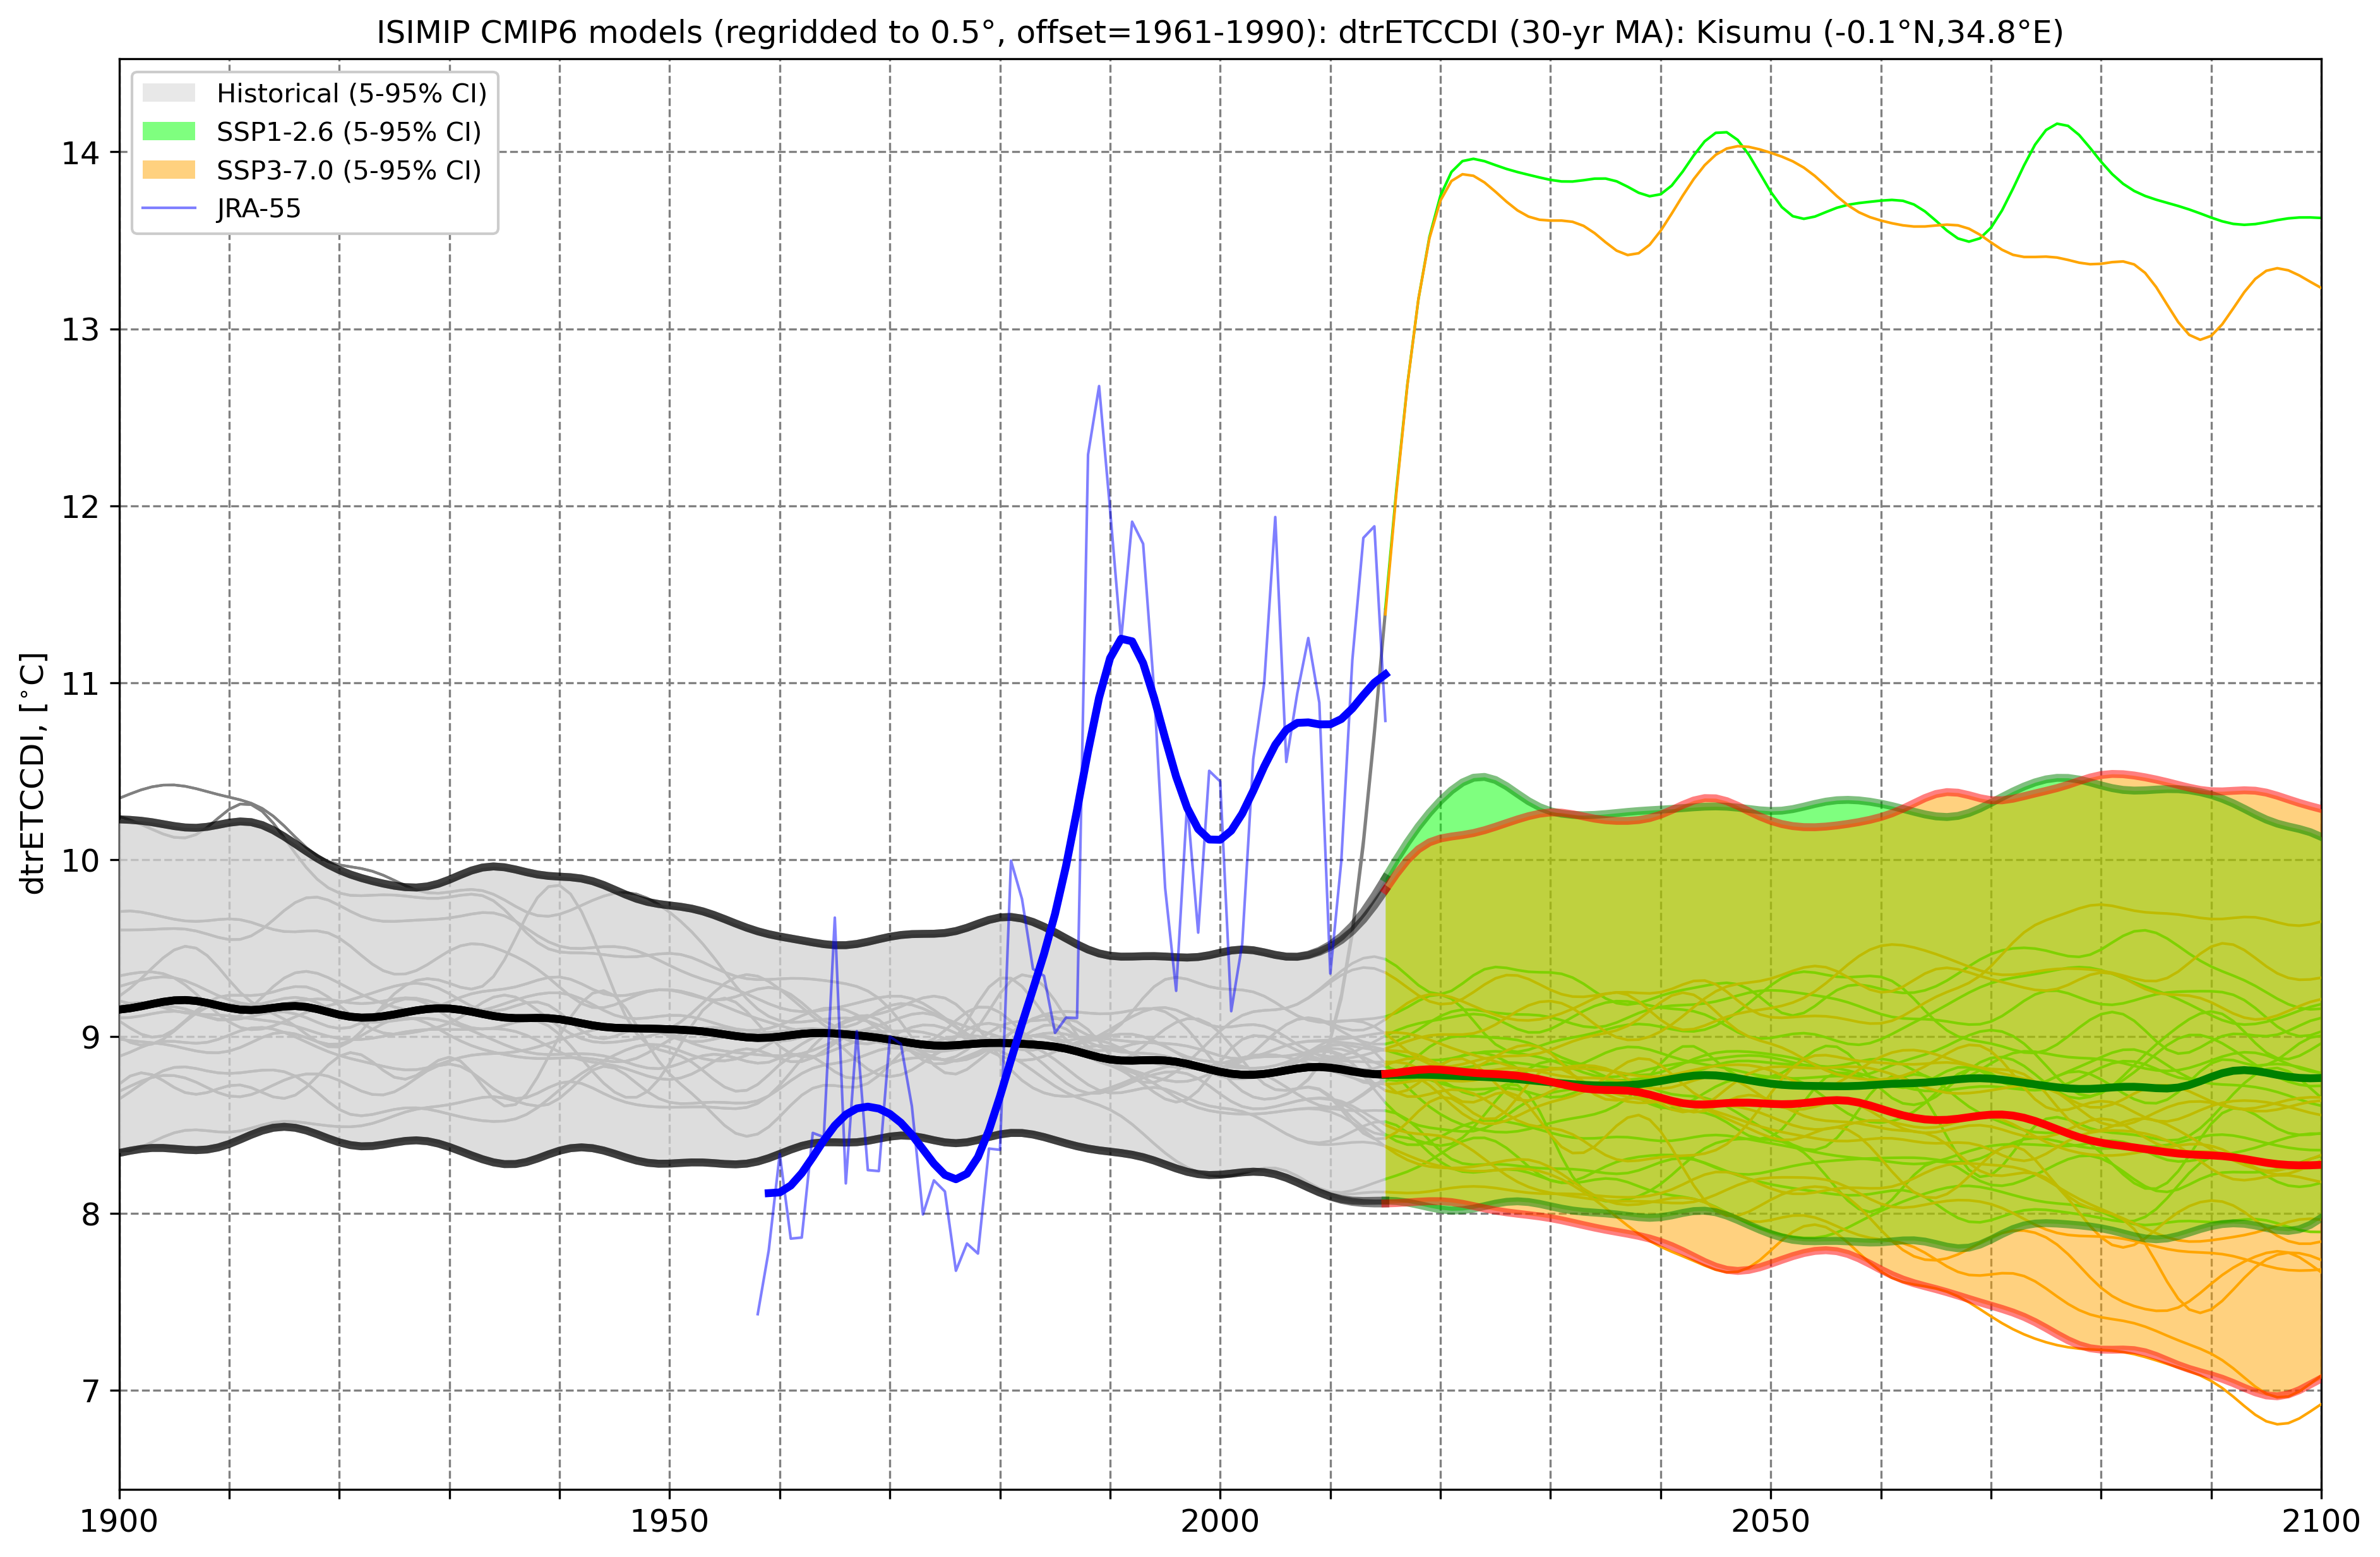 ISIMIP CMIP6 models (regridded to 0.5°, offset=1961-1990): dtrETCCDI (30-yr MA): Kisumu (-0.1°N,34.8°E)
Historical (5-95% CI)
SSP1-2.6 (5-95% CI)
SSP3-7.0 (5-95% CI)
JRA-55
dtrETCCDI, [°C]
14
13
12
11
10
9
8
7
1900
1950
2000
2050
2100